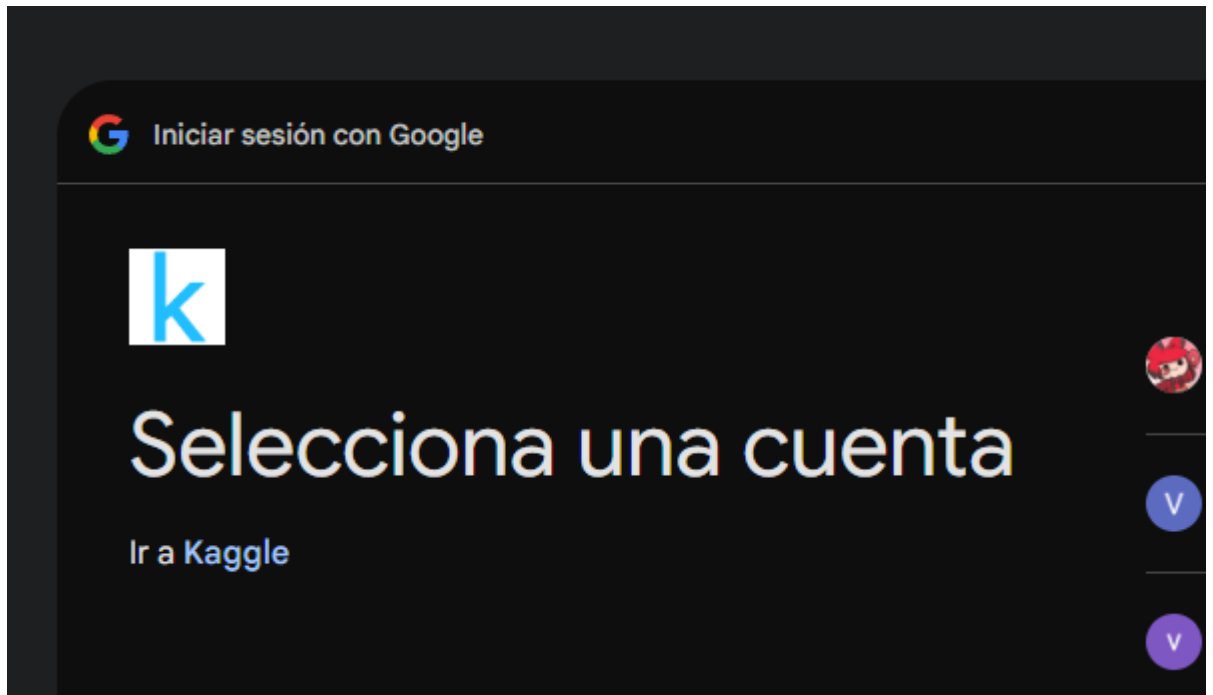 Iniciar sesión con Google
k
Selecciona una cuenta
Ir a Kaggle
V
v